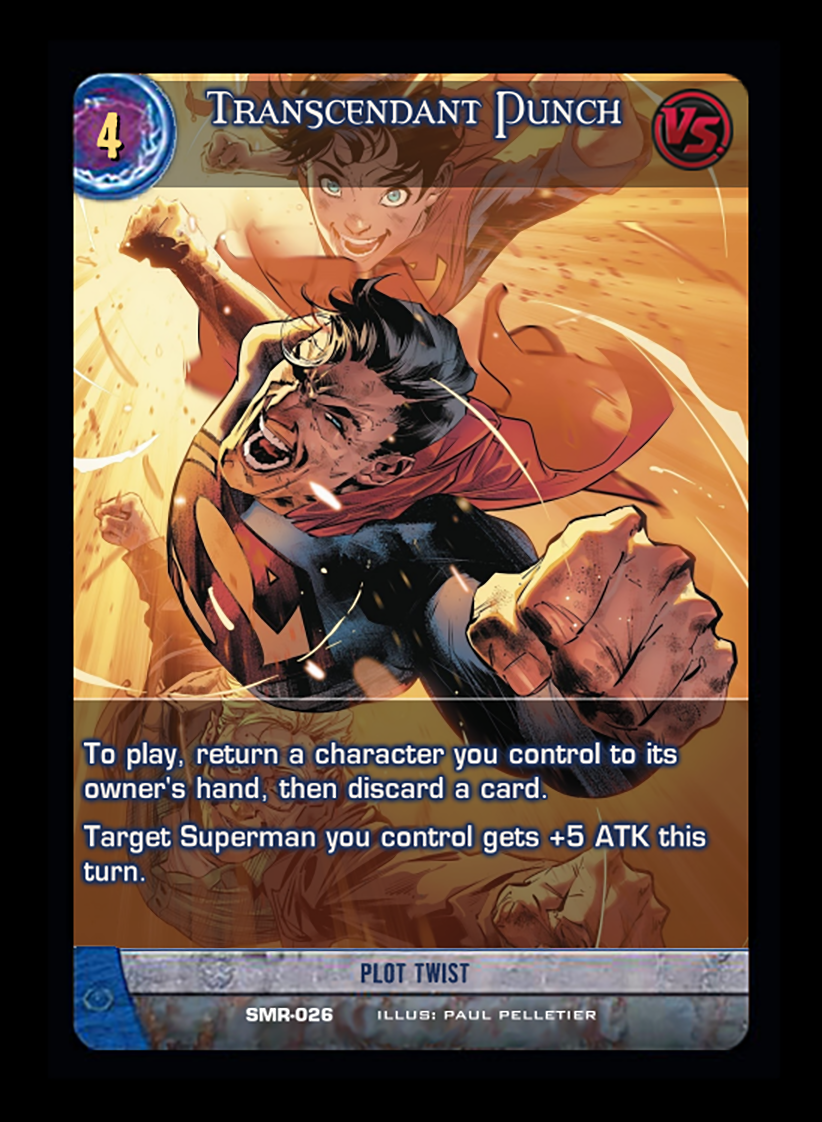 4
Transcendant Punch
VS.
To play, return a character you control to its
owner's hand, then discard a card.
Target Superman you control gets +5 ATK this
turn.
PLOT TWIST
SMR-026 ILLUS: PAUL PELLETIER